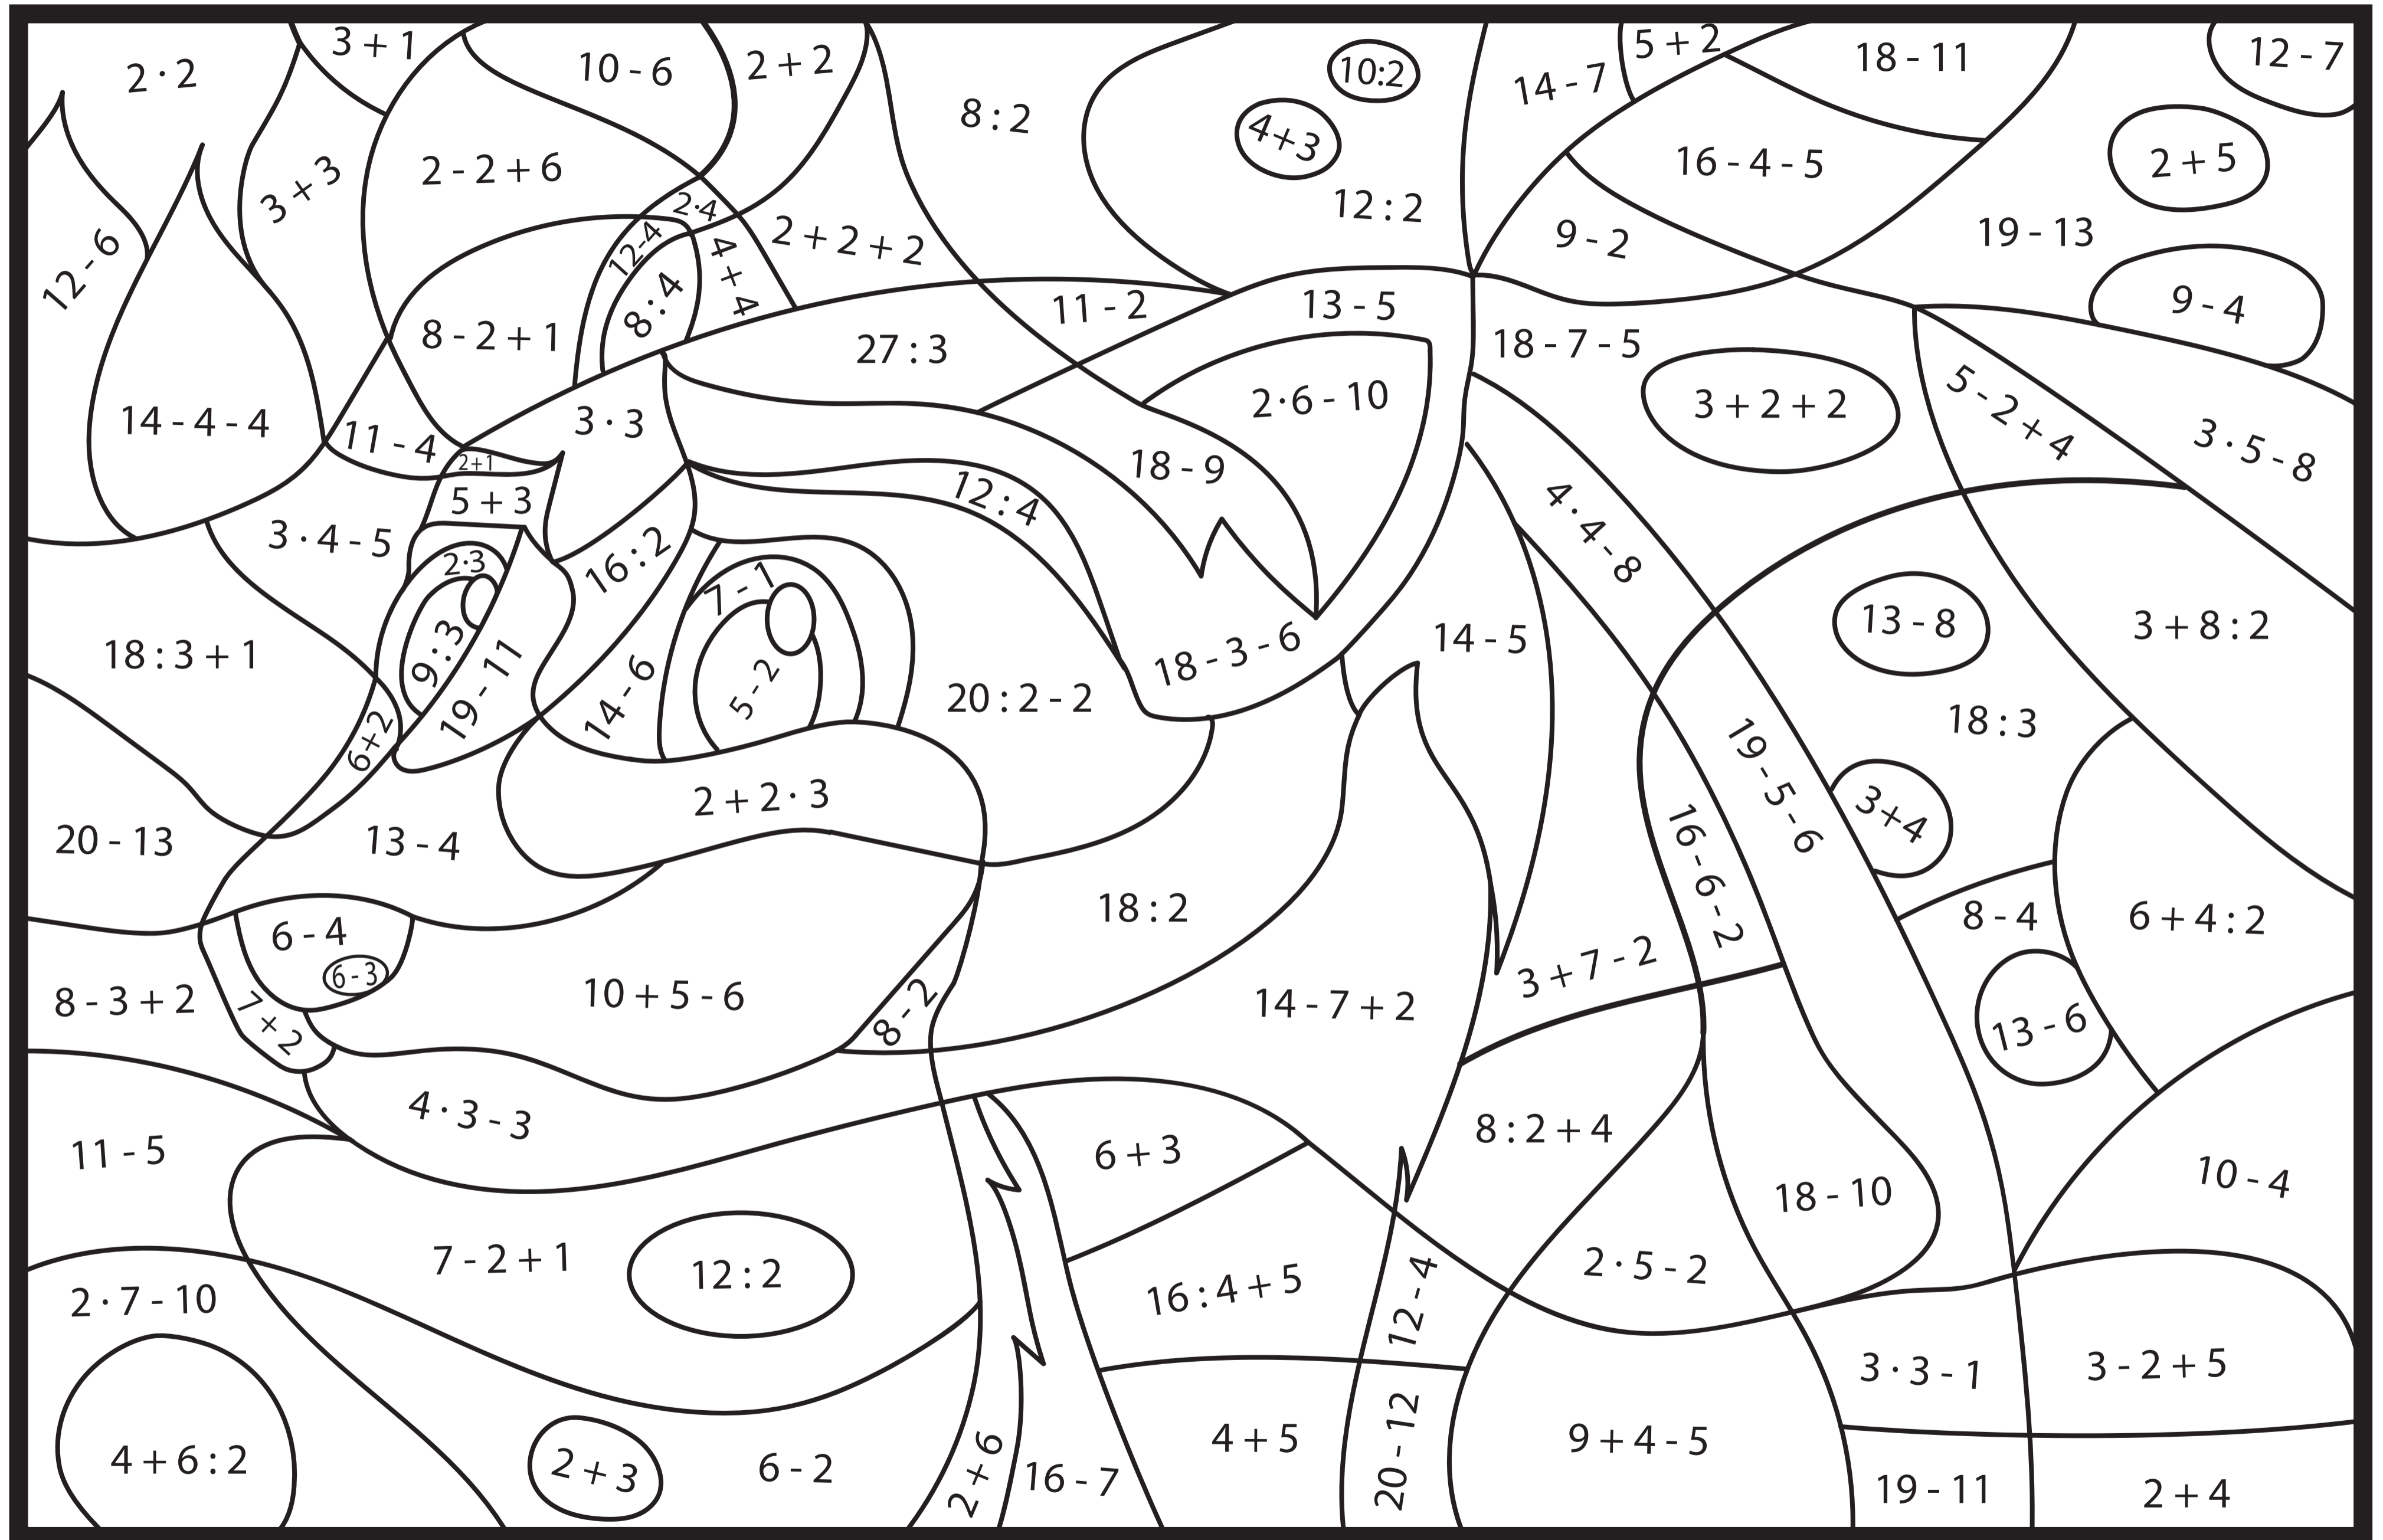 2 · 2
3 + 1
10 - 6
2 + 2
8 : 2
10:2
4+3
12 : 2
14 - 7
5 + 2
18 - 11
12 - 7
2 + 5
16 - 4 - 5
19 - 13
9 - 2
9 - 4
3 + 3
2 - 2 + 6
2·4
12-4
4 + 4
2 + 2 + 2
12 - 6
8 : 4
8 - 2 + 1
27 : 3
11 - 2
13 - 5
18 - 7 - 5
3 + 2 + 2
5 - 2 + 4
3 · 5 - 8
14 - 4 - 4
11 - 4
2+1
3 · 3
2·6 - 10
18 - 9
12 : 4
4 · 4 - 8
5 + 3
3 · 4 - 5
2·3
16 : 2
7 - 1
9:3
18 : 3 + 1
19 - 11
14 - 6
5 - 2
20 : 2 - 2
18 - 3 - 6
14 - 5
13 - 8
3 + 8 : 2
18 : 3
6+2
2 + 2 · 3
19 - 5 - 6
3+4
20 - 13
13 - 4
16 - 6 - 2
18 : 2
8 - 4
6 + 4 : 2
6 - 4
6 - 3
8 - 3 + 2
7 × 2
10 + 5 - 6
8 - 2
14 - 7 + 2
3 + 7 - 2
13 - 6
4 · 3 - 3
11 - 5
6 + 3
8 : 2 + 4
18 - 10
10 - 4
7 - 2 + 1
12 : 2
2 · 7 - 10
16 : 4 + 5
12 - 4
2 · 5 - 2
3 · 3 - 1
3 - 2 + 5
4 + 6 : 2
2 + 3
6 - 2
2 + 6
16 - 7
4 + 5
20 - 12
9 + 4 - 5
19 - 11
2 + 4